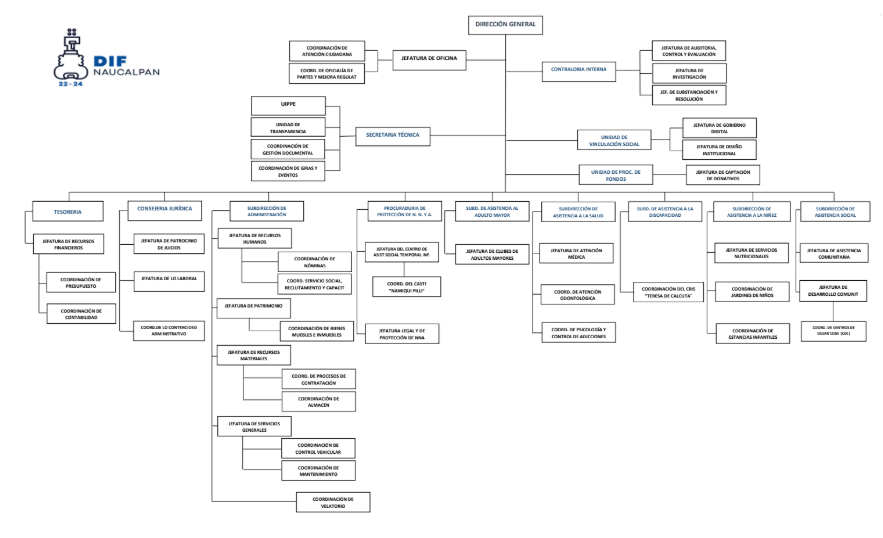 DIRECCIÓN GENERAL
DIF
NAUCALPAN
22 - 24
COORDINACIÓN DE
ATENCIÓN CIUDADANA
COORD. DE OFICIALÍA DE
PARTES Y MEJORA REGULAT
JEFATURA DE OFICINA
CONTRALORIA INTERNA
JEFATURA DE AUDITORIA,
CONTROL Y EVALUACIÓN
JEFATURA DE
INVESTIGACIÓN
JEF. DE SUBSTANCIACIÓN Y
RESOLUCIÓN
UIPPE
UNIDAD DE
TRANSPARENCIA
COORDINACIÓN DE
GESTIÓN DOCUMENTAL
COORDINACIÓN DE GIRAS Y
EVENTOS
SECRETARIA TÉCNICA
UNIDAD DE
VINCULACIÓN SOCIAL
JEFATURA DE GOBIERNO
DIGITAL
JEFATURA DE DISEÑO
INSTITUCIONAL
UNIDAD DE PROC. DE
FONDOS
JEFATURA DE CAPTACIÓN
DE DONATIVOS
TESORERIA
JEFATURA DE RECURSOS
FINANCIEROS
COORDINACIÓN DE
PRESUPUESTO
COORDINACIÓN DE
CONTABILIDAD
CONSEJERIA JURÍDICA
JEFATURA DE PATROCINIO
DE JUICIOS
JEFATURA DE LO LABORAL
COORD.DE LO CONTENCIOSO
ADMINISTRATIVO
SUBDIRECCIÓN DE
ADMINISTRACIÓN
JEFATURA DE RECURSOS
HUMANOS
COORDINACIÓN DE
NÓMINAS
COORD. SERVICIO SOCIAL,
RECLUTAMIENTO Y CAPACIT
JEFATURA DE PATRIMONIO
COORDINACIÓN DE BIENES
MUEBLES E INMUEBLES
JEFATURA DE RECURSOS
MATERIALES
COORD. DE PROCESOS DE
CONTRATACIÓN
COORDINACIÓN DE
ALMACÉN
JEFATURA DE SERVICIOS
GENERALES
COORDINACIÓN DE
CONTROL VEHICULAR
COORDINACIÓN DE
MANTENIMIENTO
COORDINACIÓN DE
VELATORIO
PROCURADURIA DE
PROTECCIÓN DE N. N. Y A.
JEFATURA DEL CENTRO DE
ASIST SOCIAL TEMPORAL INF.
COORD. DEL CASTI
"NAMIQUI PILLI"
JEFATURA LEGAL Y DE
PROTECCIÓN DE NNA
SUBD. DE ASISTENCIA AL
ADULTO MAYOR
JEFATURA DE CLUBES DE
ADULTOS MAYORES
SUBDIRECCIÓN DE
ASISTENCIA A LA SALUD
JEFATURA DE ATENCIÓN
MÉDICA
COORD. DE ATENCIÓN
ODONTOLÓGICA
COORD. DE PSICOLOGÍA Y
CONTROL DE ADICCIONES
SUBD. DE ASISTENCIA A LA
DISCAPACIDAD
COORDINACIÓN DEL CRIS
"TERESA DE CALCUTA"
SUBDIRECCIÓN DE
ASISTENCIA A LA NIÑEZ
JEFATURA DE SERVICIOS
NUTRICIONALES
COORDINACIÓN DE
JARDINES DE NIÑOS
COORDINACIÓN DE
ESTANCIAS INFANTILES
SUBDIRECCIÓN DE
ASISTENCIA SOCIAL
JEFATURA DE ASISTENCIA
COMUNITARIA
JEFATURA DE
DESARROLLO COMUNIT
COORD. DE CENTROS DE
DESAR COM. (CDC)